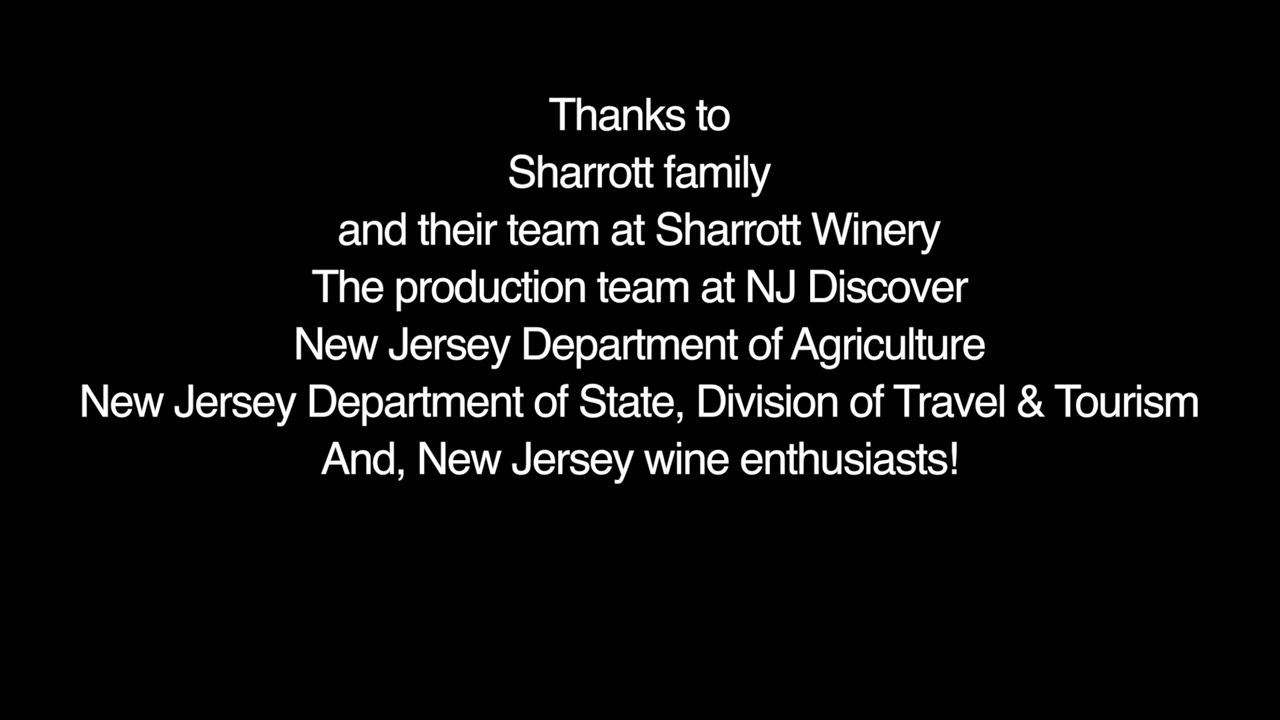 Thanks to
Sharrott family
and their team at Sharrott Winery
The production team at NJ Discover
New Jersey Department of Agriculture
New Jersey Department of State, Division of Travel & Tourism
And, New Jersey wine enthusiasts!